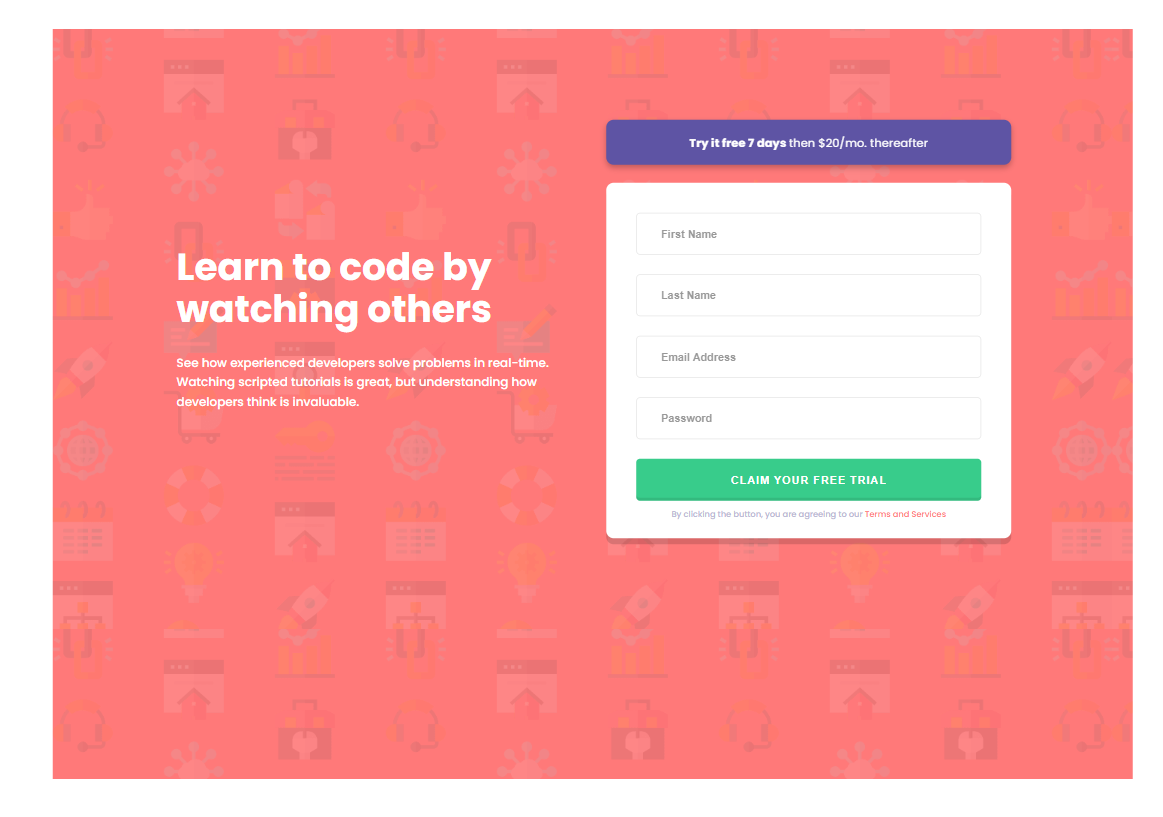 Try it free 7 days then $20/mo. thereafter
Learn to code by
watching others
See how experienced developers solve problems in real-time.
Watching scripted tutorials is great, but understanding how
developers think is invaluable.
First Name
Last Name
Email Address
Password
CLAIM YOUR FREE TRIAL
By clicking the button, you are agreeing to our Terms and Services